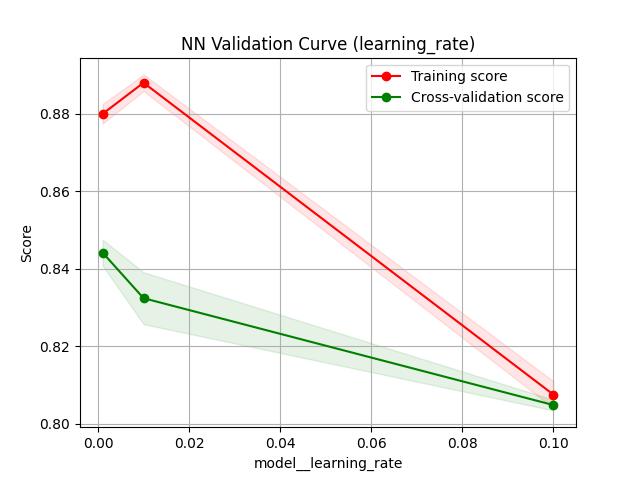 NN Validation Curve (learning_rate)
Training score
Cross-validation score
Score
0.88
0.86
0.84
0.82
0.80
0.00 0.02 0.04 0.06 0.08 0.10
model__learning_rate